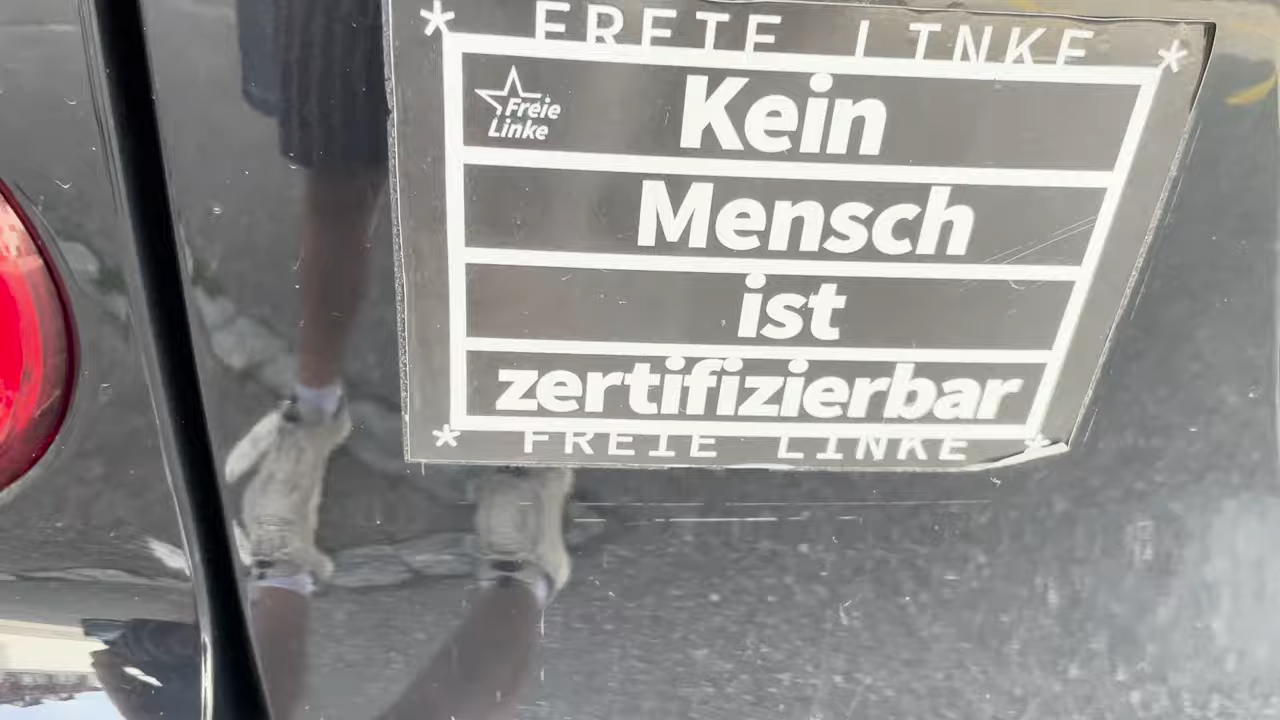 * FREIE LINKE *
Freie
Linke
Kein
Mensch
ist
zertifizierbar
* FREIE LINKE *